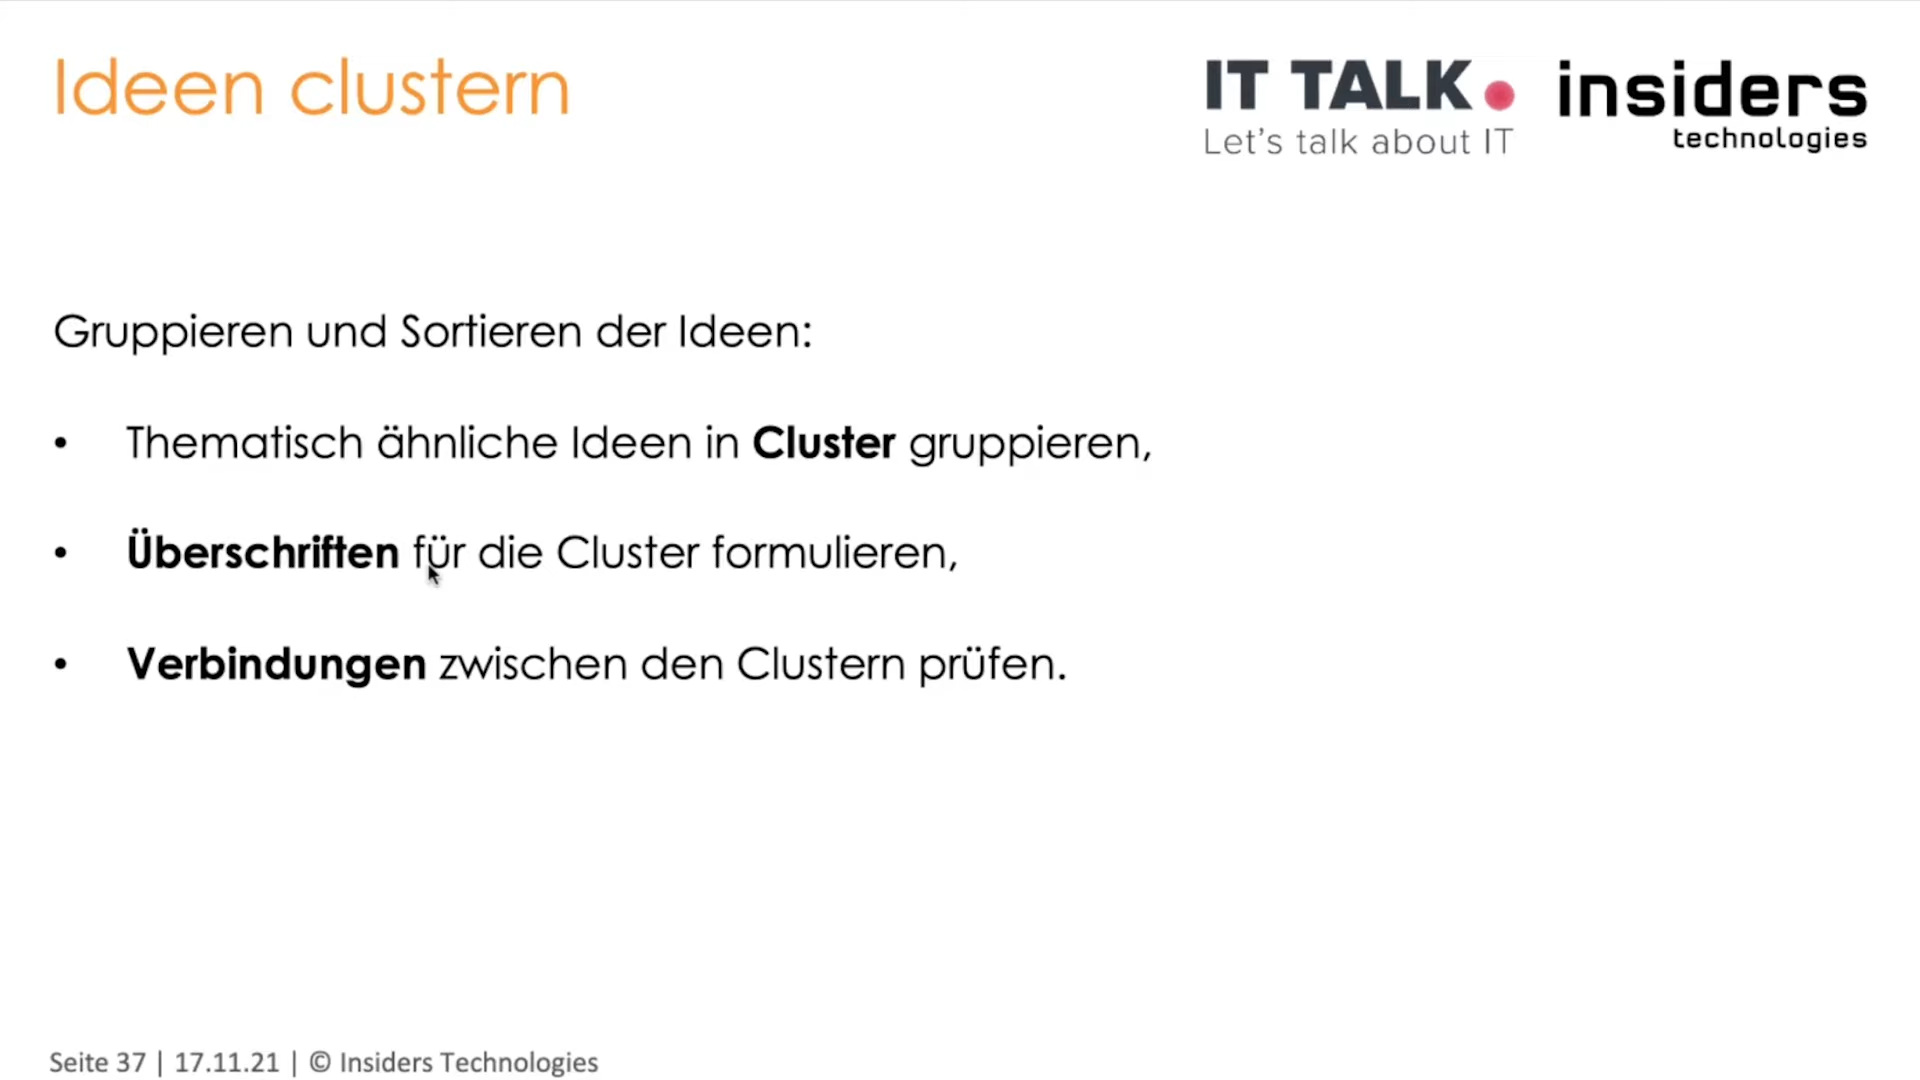 Ideen clustern
IT TALK
Let's talk about IT
insiders
technologies
Gruppieren und Sortieren der Ideen:
• Thematisch ähnliche Ideen in Cluster gruppieren,
• Überschriften für die Cluster formulieren,
• Verbindungen zwischen den Clustern prüfen.
Seite 37 | 17.11.21 | © Insiders Technologies